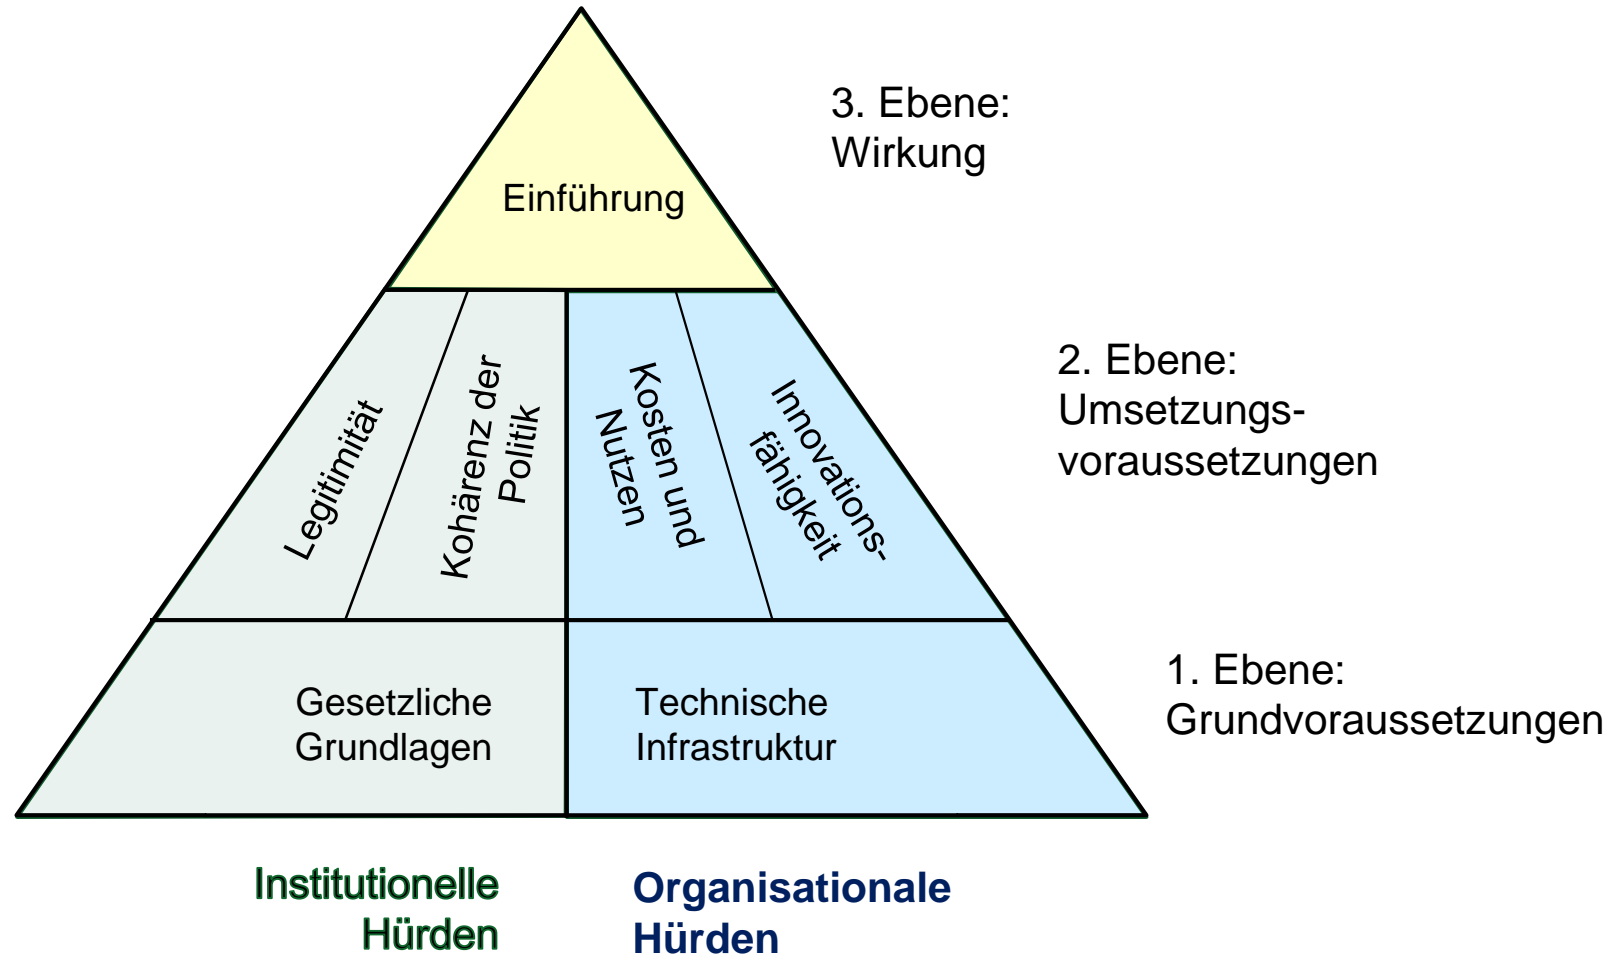 3. Ebene:
Wirkung
Einführung
2. Ebene:
Umsetzungs-
voraussetzungen
Legitimität
Kohärenz der
Politik
Kosten und
Nutzen
Innovations-
fähigkeit
1. Ebene:
Grundvoraussetzungen
Gesetzliche
Grundlagen
Technische
Infrastruktur
Institutionelle
Hürden
Organisationale
Hürden